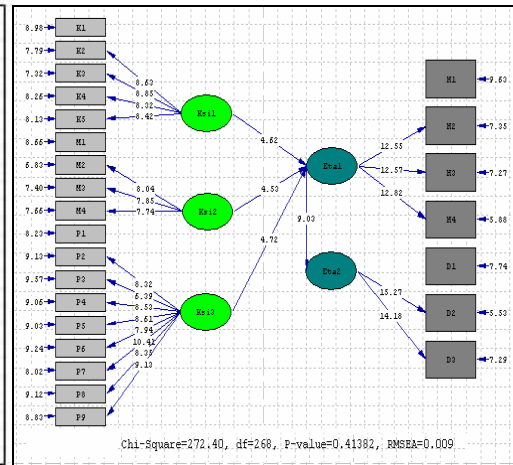 8.98 K1
7.79 K2
7.32 K3
8.26 K4
8.13 K5
8.66 M1
6.83 M2
7.40 M3
7.66 M4
8.23 P1
9.13 P2
9.57 P3
9.06 P4
9.03 P5
9.24 P6
8.02 P7
9.12 P8
8.83 P9
8.63
8.85
8.32
8.42
8.04
7.85
7.74
8.32
6.39
8.53
8.61
7.94
10.41
8.35
9.13
Ksi1
Ksi2
Ksi3
4.62
4.53
4.72
Eta1
9.03
Eta2
12.55
12.57
12.82
15.27
14.18
M1 9.63
M2 7.35
M3 7.27
M4 5.88
D1 7.74
D2 5.53
D3 7.29
Chi-Square=272.40, df=268, P-value=0.41382, RMSEA=0.009